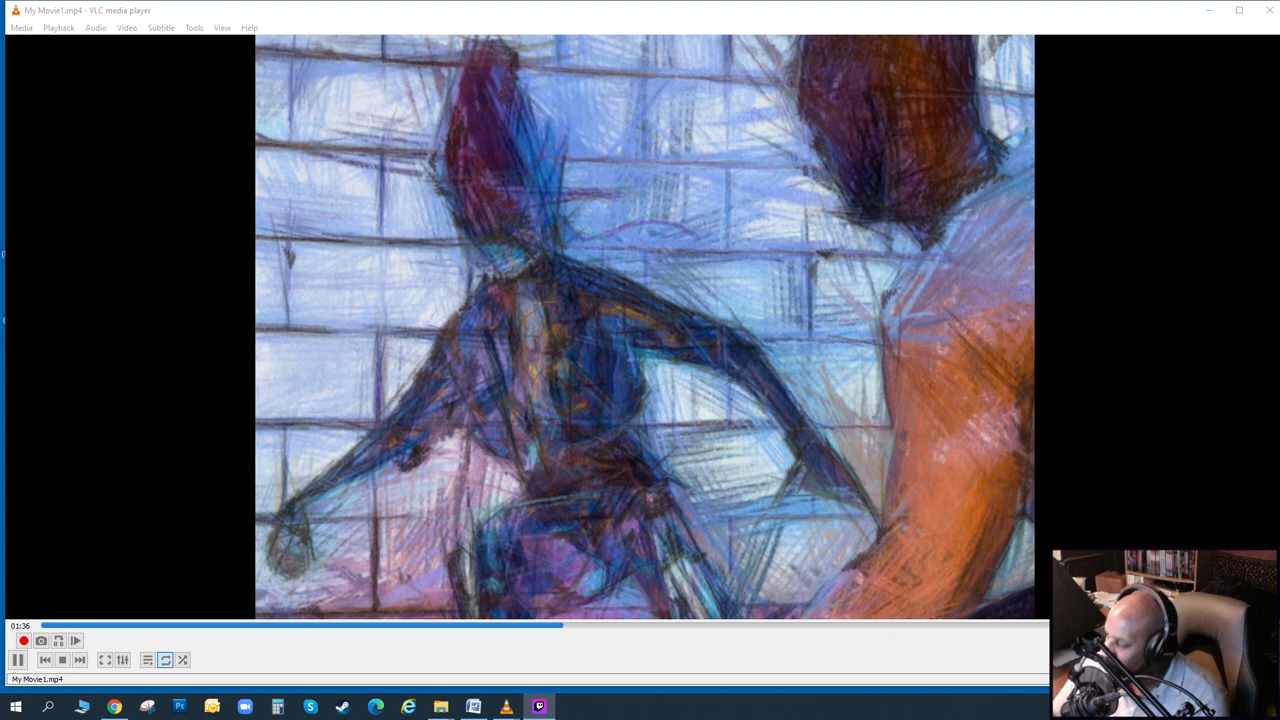 My Movie1.mp4 - VLC media player
Media Playback Audio Video Subtitle Tools View Help
01:36
My Movie1.mp4